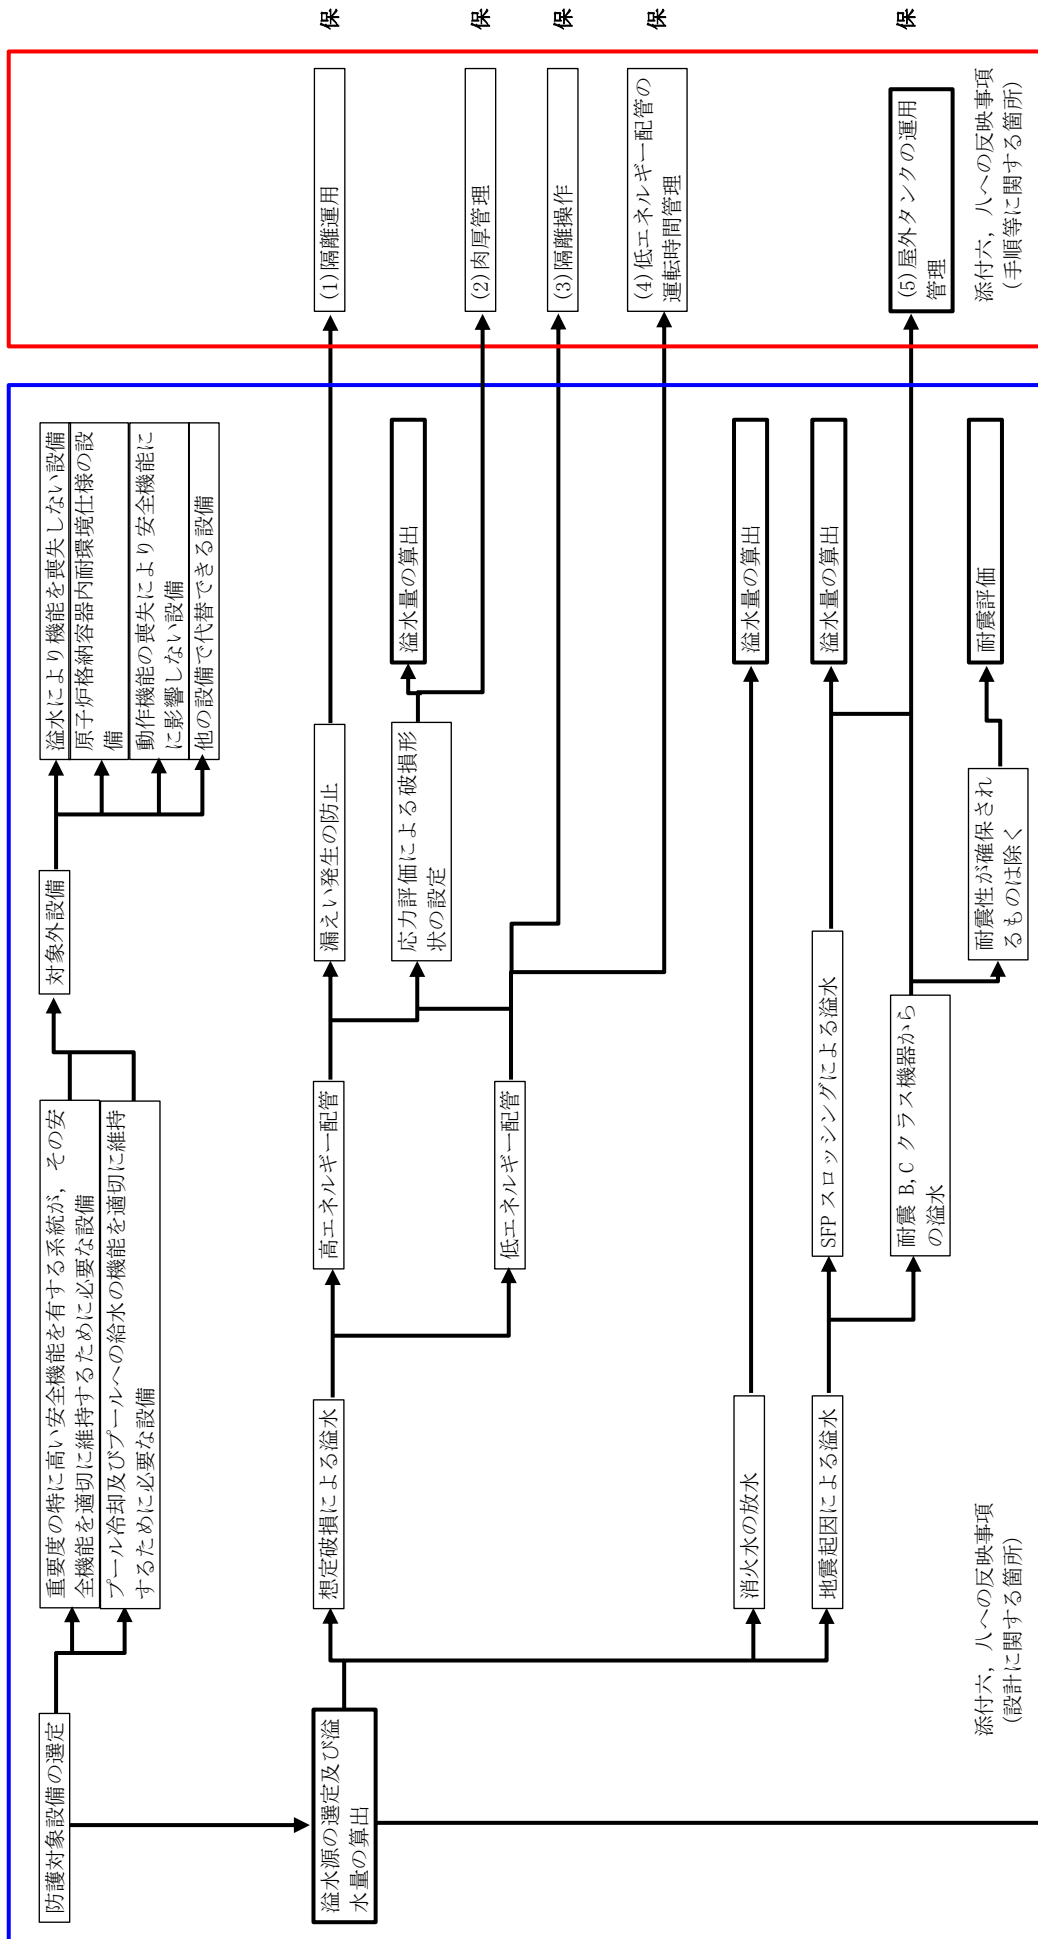 防護対象設備の選定
重要度の特に高い安全機能を有する系統が，その安
全機能を適切に維持するために必要な設備
プール冷却及びプールへの給水の機能を適切に維持
するために必要な設備
対象外設備
溢水により機能を喪失しない設備
原子炉格納容器内耐環境仕様の設
備
動作機能の喪失により安全機能に
に影響しない設備
他の設備で代替できる設備
溢水源の選定及び溢
水量の算出
想定破損による溢水
高エネルギー配管
漏えい発生の防止
(1)隔離運用
保
応力評価による破損形
状の設定
溢水量の算出
(2)肉厚管理
保
低エネルギー配管
(3)隔離操作
保
(4)低エネルギー配管の
運転時間管理
保
消火水の放水
溢水量の算出
地震起因による溢水
SFP スロッシングによる溢水
溢水量の算出
耐震 B,C クラス機器から
の溢水
(5)屋外タンクの運用
管理
保
耐震性が確保され
るものは除く
耐震評価
添付六，八への反映事項
（設計に関する箇所）
添付六，八への反映事項
（手順等に関する箇所）